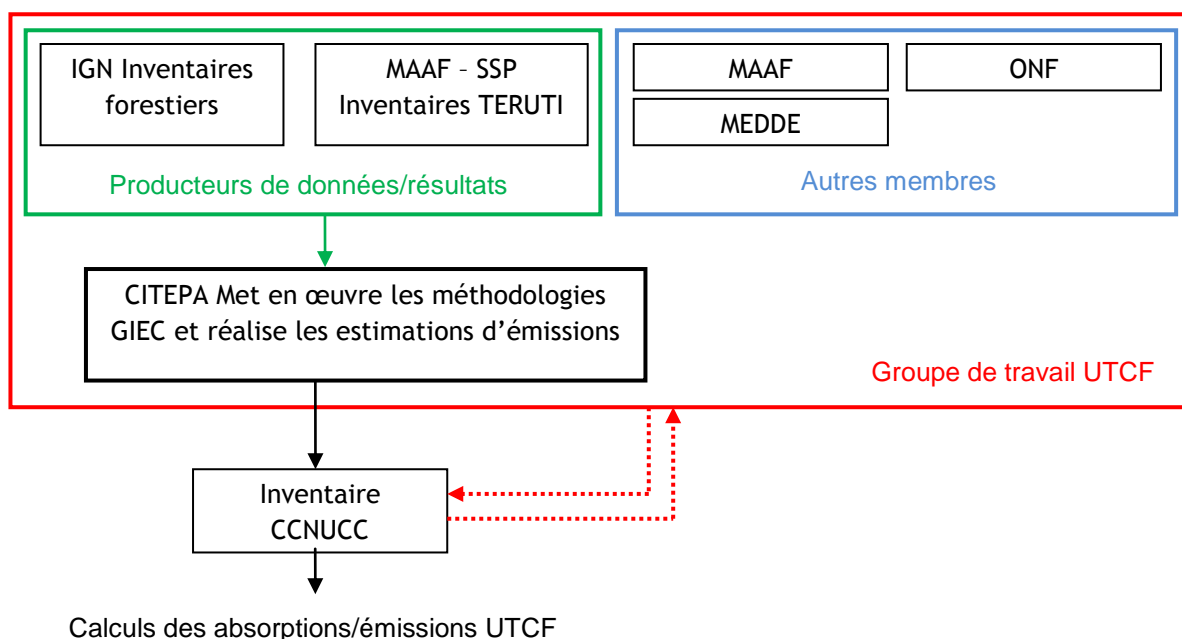 IGN Inventaires
forestiers
MAAF – SSP
Inventaires TERUTI
Producteurs de données/résultats
MAAF
ONF
MEDDE
Autres membres
CITEPA Met en œuvre les méthodologies
GIEC et réalise les estimations d’émissions
Groupe de travail UTCF
Inventaire
CCNUCC
Calculs des absorptions/émissions UTCF